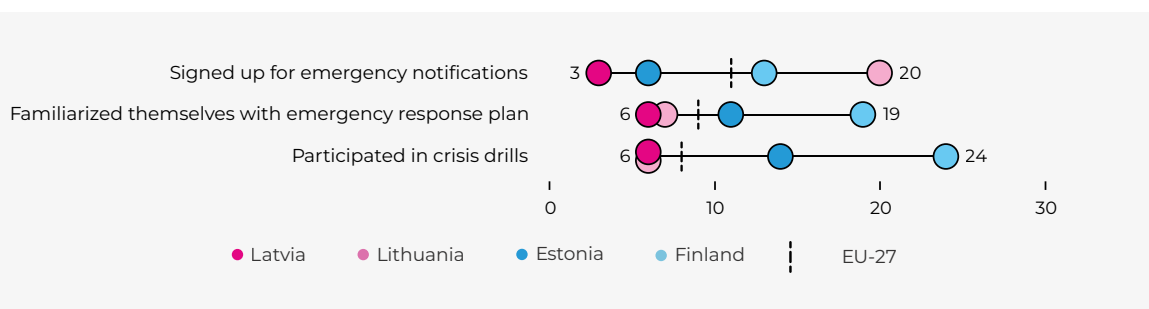 Signed up for emergency notifications 3 20
Familiarized themselves with emergency response plan 6 19
Participated in crisis drills 6 24
0 10 20 30
Latvia Lithuania Estonia Finland EU-27